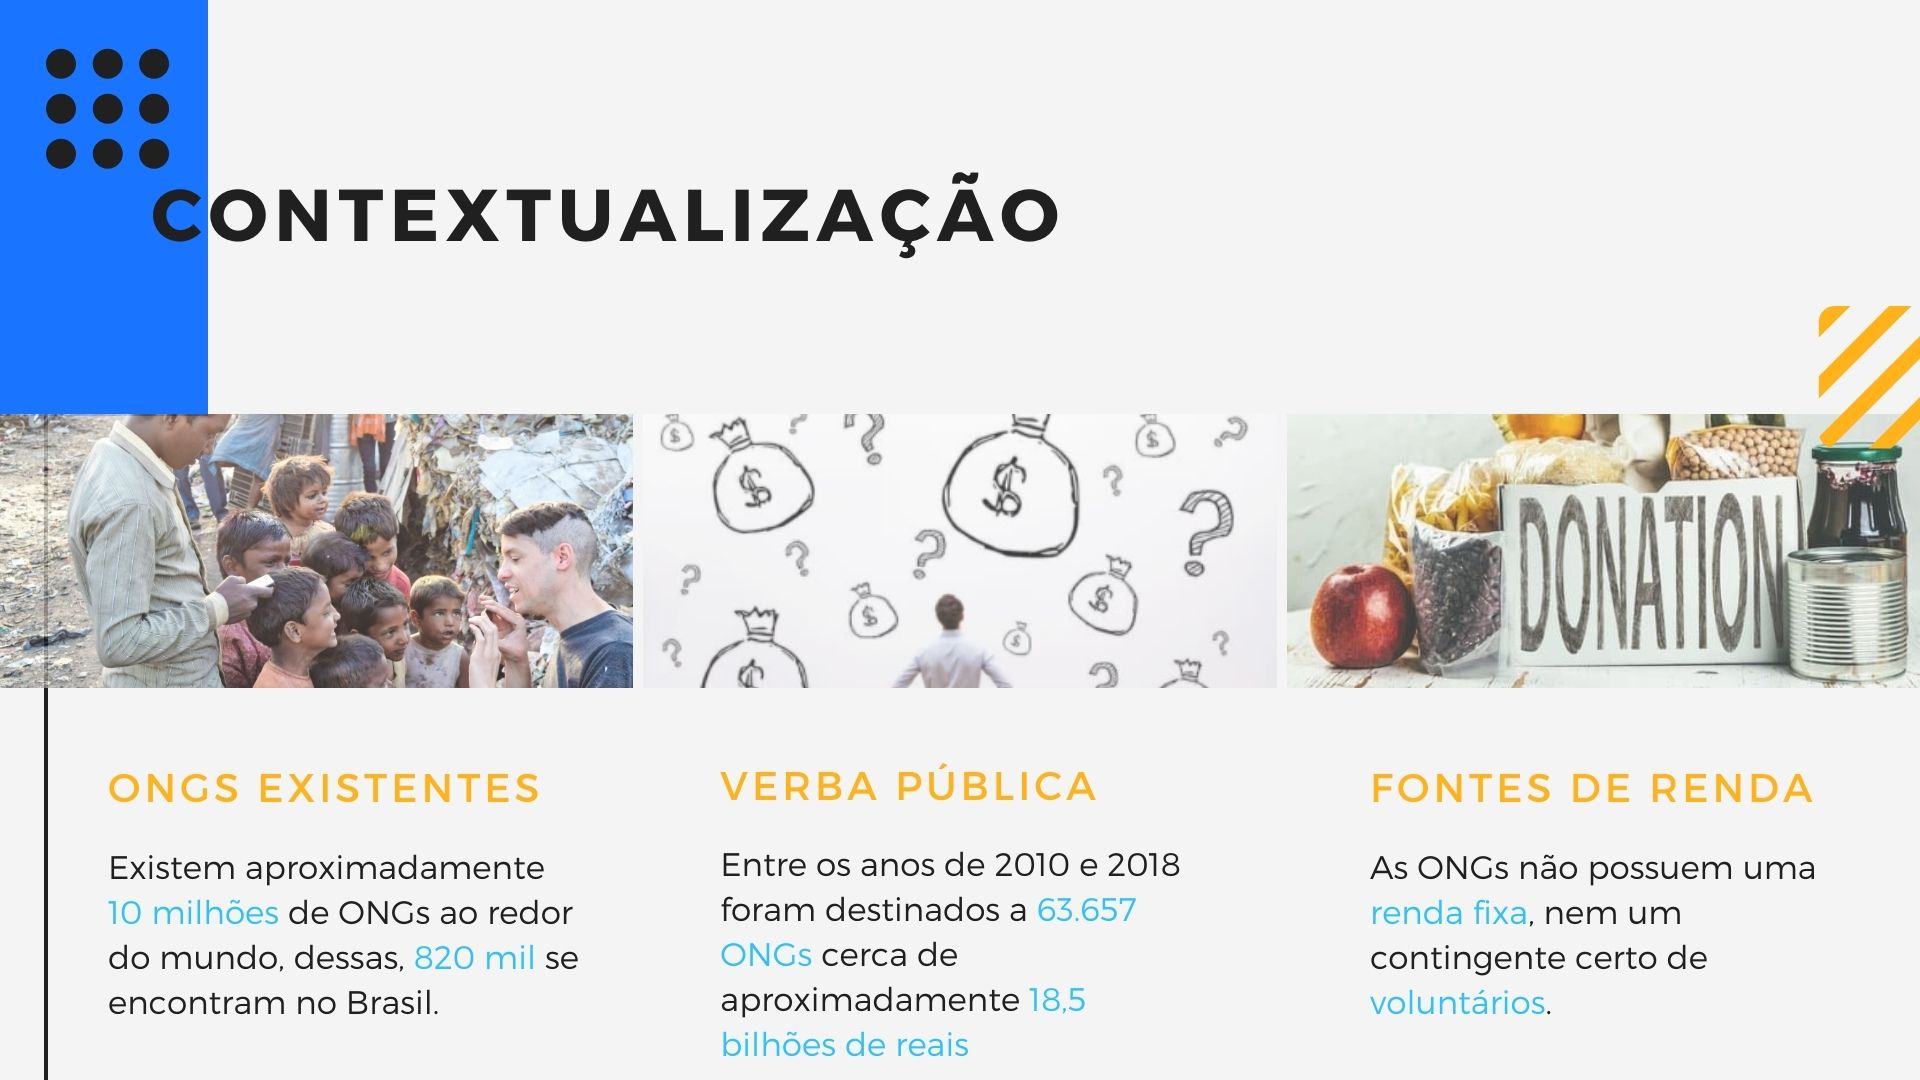 CONTEXTUALIZAÇÃO
DONATION
ONGS EXISTENTES
Existem aproximadamente
10 milhões de ONGs ao redor
do mundo, dessas, 820 mil se
encontram no Brasil.
VERBA PÚBLICA
Entre os anos de 2010 e 2018
foram destinados a 63.657
ONGs cerca de
aproximadamente 18,5
bilhões de reais
FONTES DE RENDA
As ONGs não possuem uma
renda fixa, nem um
contingente certo de
voluntários.